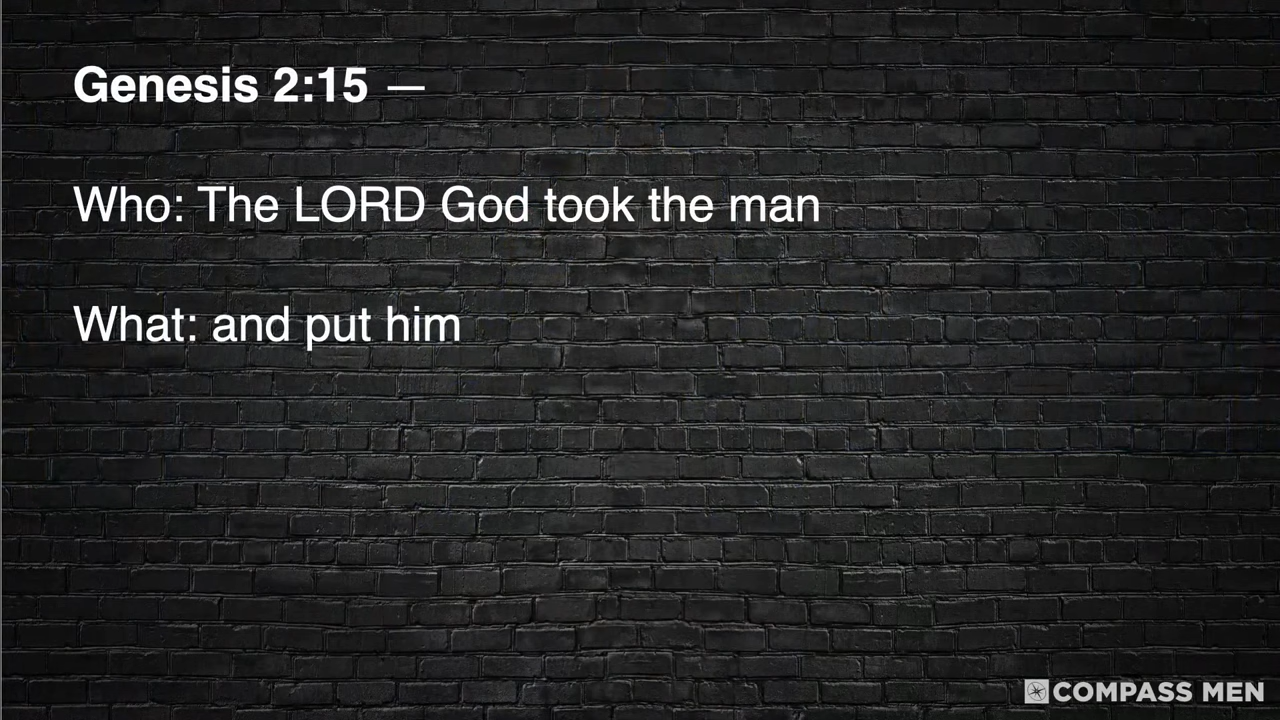 Genesis 2:15 —
Who: The LORD God took the man
What: and put him
COMPASS MEN